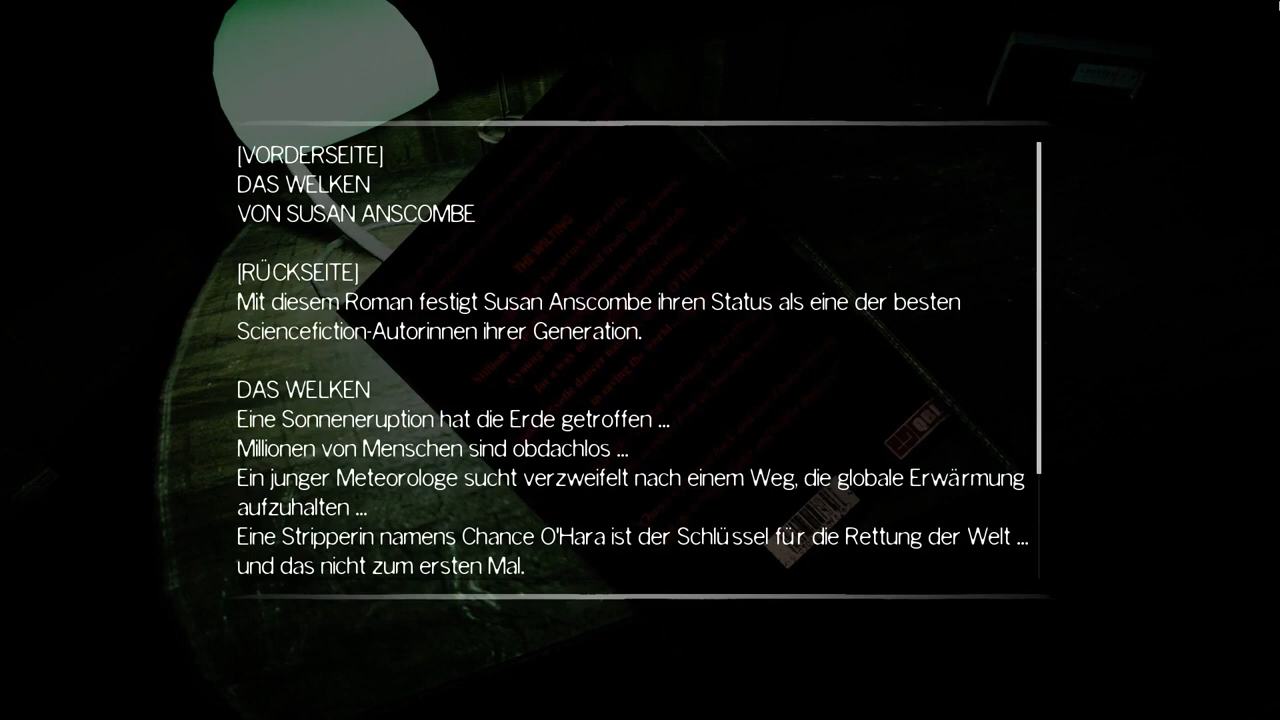 [VORDERSEITE]
DAS WELKEN
VON SUSAN ANSCOMBE
[RÜCKSEITE]
Mit diesem Roman festigt Susan Anscombe ihren Status als eine der besten
Sciencefiction-Autorinnen ihrer Generation.
DAS WELKEN
Eine Sonneneruption hat die Erde getroffen ...
Millionen von Menschen sind obdachlos ...
Ein junger Meteorologe sucht verzweifelt nach einem Weg, die globale Erwärmung
aufzuhalten ...
Eine Stripperin namens Chance O'Hara ist der Schlüssel für die Rettung der Welt ...
und das nicht zum ersten Mal.
THE WILTING